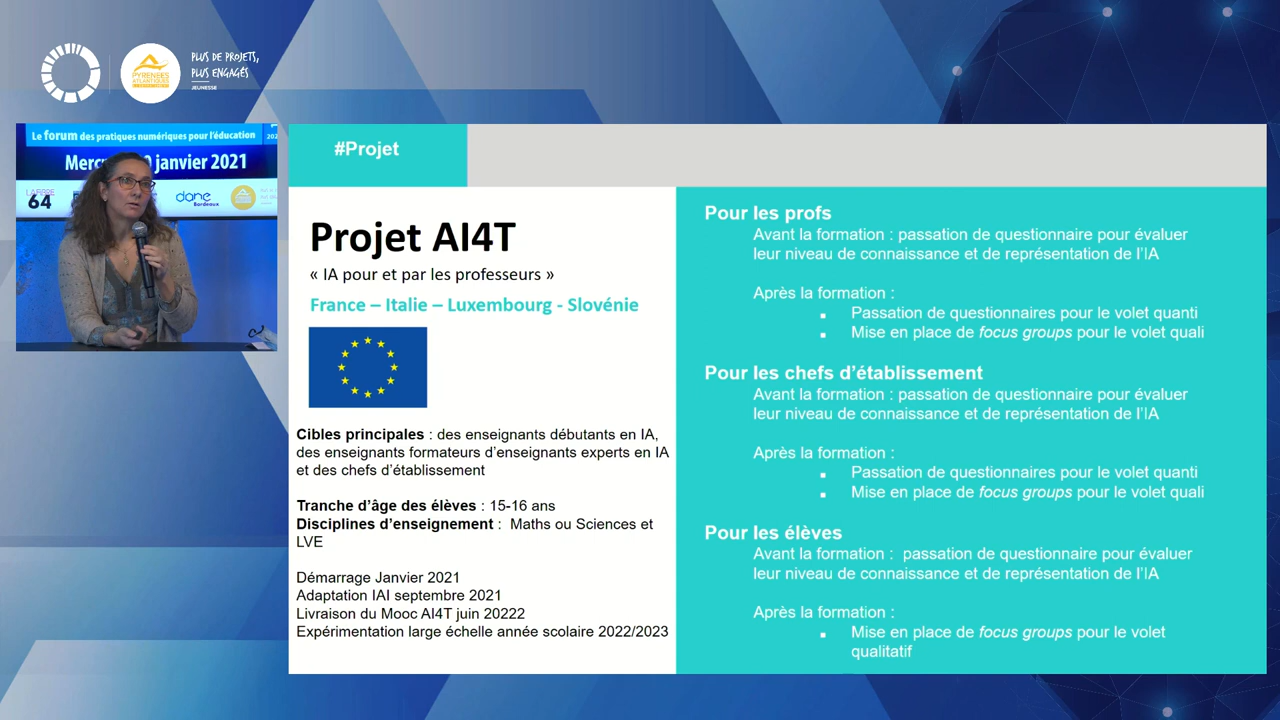 PLUS DE PROJETS,
PLUS ENGAGÉS
JEUNESSE
PYRÉNÉES
ATLANTIQUES
Le forum des pratiques numériques pour l'éducation
Mercr 0 janvier 2021
LA FIBRE
64
dane
Bordeaux
#Projet
Projet AI4T
« IA pour et par les professeurs »
France – Italie – Luxembourg - Slovénie
Cibles principales : des enseignants débutants en IA,
des enseignants formateurs d'enseignants experts en IA
et des chefs d'établissement
Tranche d'âge des élèves : 15-16 ans
Disciplines d'enseignement : Maths ou Sciences et
LVE
Démarrage Janvier 2021
Adaptation IAI septembre 2021
Livraison du Mooc AI4T juin 20222
Expérimentation large échelle année scolaire 2022/2023
Pour les profs
Avant la formation : passation de questionnaire pour évaluer
leur niveau de connaissance et de représentation de l'IA
Après la formation :
Passation de questionnaires pour le volet quanti
Mise en place de focus groups pour le volet quali
Pour les chefs d'établissement
Avant la formation : passation de questionnaire pour évaluer
leur niveau de connaissance et de représentation de l'IA
Après la formation :
Passation de questionnaires pour le volet quanti
Mise en place de focus groups pour le volet quali
Pour les élèves
Avant la formation : passation de questionnaire pour évaluer
leur niveau de connaissance et de représentation de l'IA
Après la formation :
Mise en place de focus groups pour le volet
qualitatif